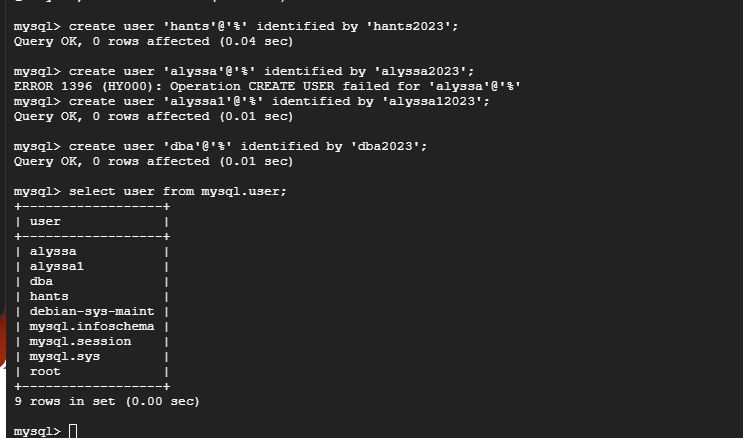 mysql> create user 'hants'@'%' identified by 'hants2023';
Query OK, 0 rows affected (0.04 sec)
mysql> create user 'alyssa'@'%' identified by 'alyssa2023';
ERROR 1396 (HY000): Operation CREATE USER failed for 'alyssa'@'%'
mysql> create user 'alyssa1'@'%' identified by 'alyssa12023';
Query OK, 0 rows affected (0.01 sec)
mysql> create user 'dba'@'%' identified by 'dba2023';
Query OK, 0 rows affected (0.01 sec)
mysql> select user from mysql.user;
+------------------+
| user             |
+------------------+
| alyssa           |
| alyssa1          |
| dba              |
| hants            |
| debian-sys-maint |
| mysql.infoschema |
| mysql.session    |
| mysql.sys        |
| root             |
+------------------+
9 rows in set (0.00 sec)
mysql>